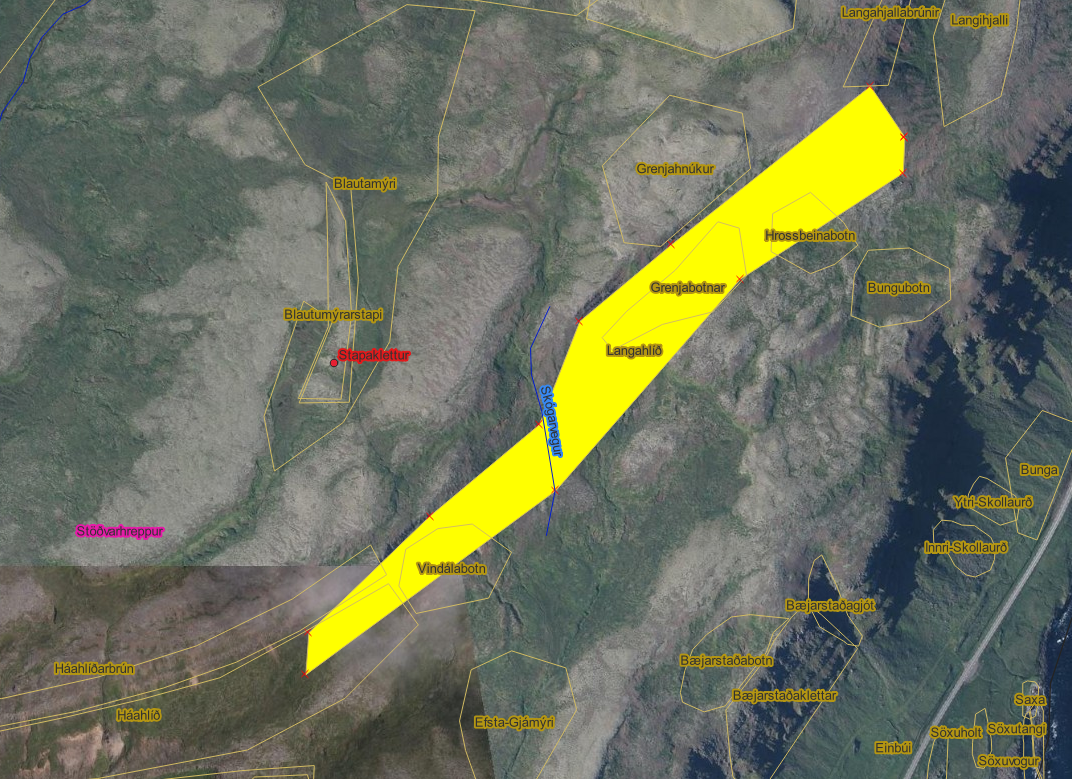 Langahjallabrúnir
Langihjalli
Grenjahnúkur
Blautamýri
Hrossbeinabotn
Grenjabotnar
Bungubotn
Blautumýrarstapi
Langahlíð
Stapaklettur
Skógarvegur
Bunga
Ytri-Skollaurð
Stöðvarhreppur
Innri-Skollaurð
Vindálabotn
Bæjarstaðagjót
Bæjarstaðabotn
Háahlíðarbrún
Bæjarstaðaklettar
Saxa
Háahlíð
Efsta-Gjámýri
Söxuholt
Söxutangi
Einbúi
Söxuvogur